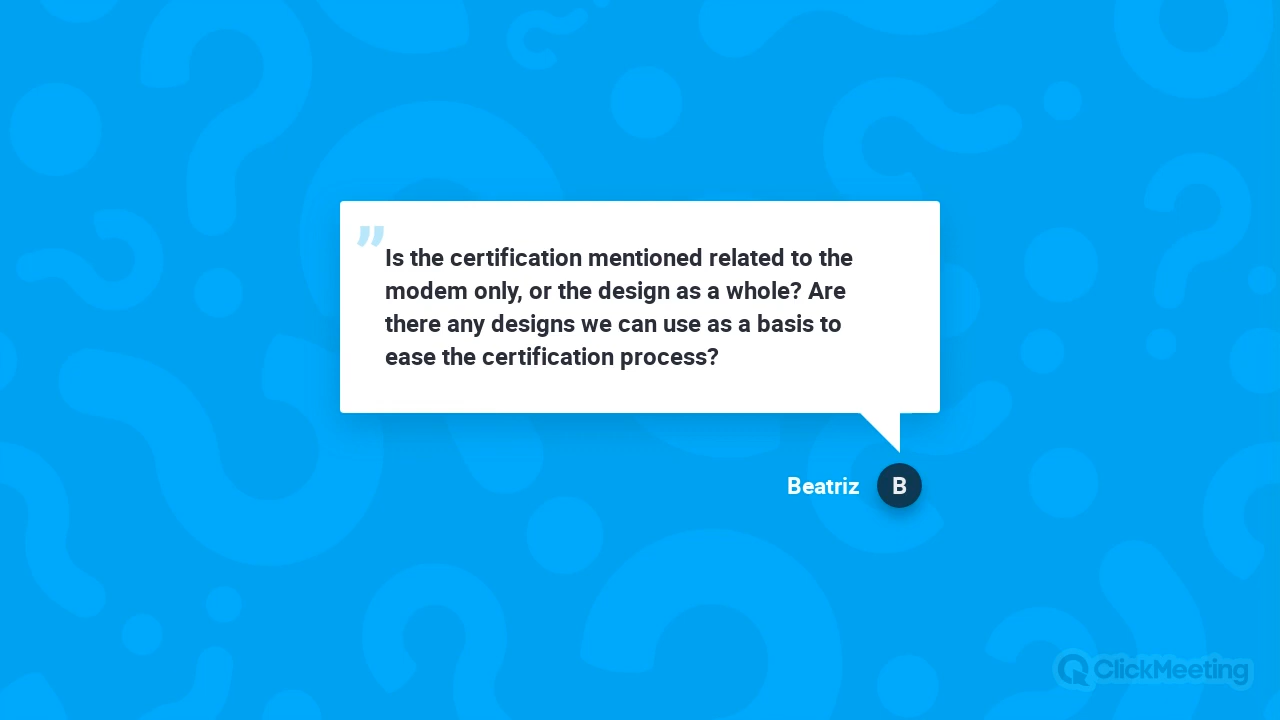 ”
Is the certification mentioned related to the
modem only, or the design as a whole? Are
there any designs we can use as a basis to
ease the certification process?
Beatriz
B
ClickMeeting